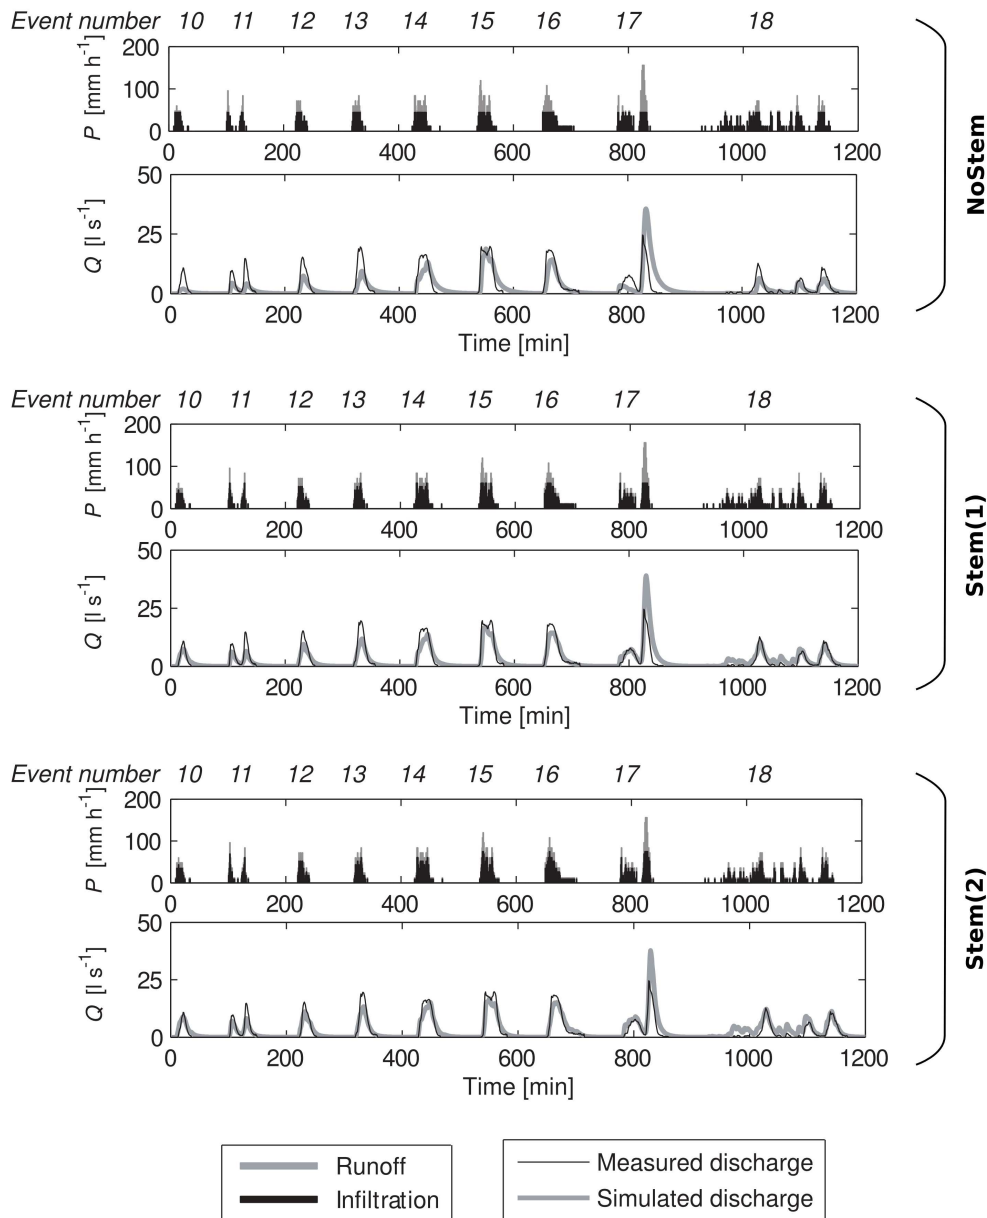 Event number 10 11 12 13 14 15 16 17 18
P [mm h-1]
200
100
0
0 200 400 600 800 1000 1200
Q [l s-1]
50
25
0
0 200 400 600 800 1000 1200
Time [min]
NoStem
Event number 10 11 12 13 14 15 16 17 18
P [mm h-1]
200
100
0
0 200 400 600 800 1000 1200
Q [l s-1]
50
25
0
0 200 400 600 800 1000 1200
Time [min]
Stem(1)
Event number 10 11 12 13 14 15 16 17 18
P [mm h-1]
200
100
0
0 200 400 600 800 1000 1200
Q [l s-1]
50
25
0
0 200 400 600 800 1000 1200
Time [min]
Stem(2)
Runoff
Infiltration
Measured discharge
Simulated discharge